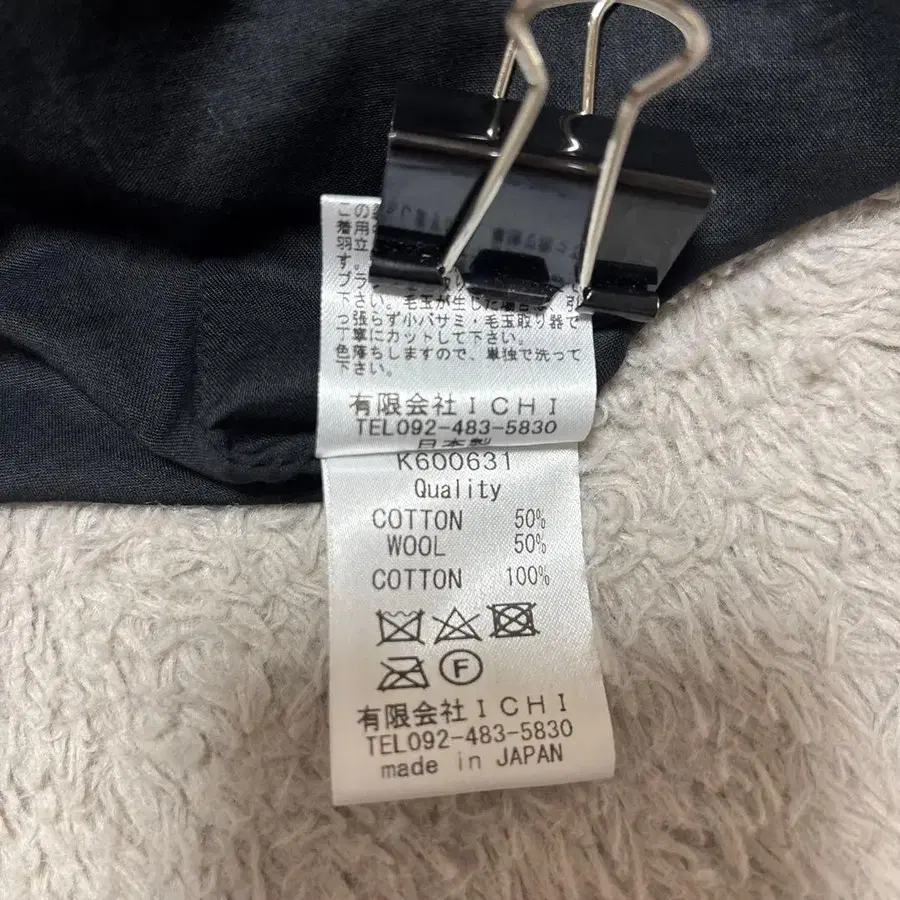 この
着用
羽立
す。
ブラ
下さい。毛玉が生じた場合は、引
っ張らず小バサミ・毛玉取り器で
丁寧にカットして下さい。
色落ちしますので、単独で洗って
下さい。
有限会社ICHI
TEL092-483-5830
日本製
K600631
Quality
COTTON 50%
WOOL 50%
COTTON 100%
F
有限会社ICHI
TEL092-483-5830
made in JAPAN